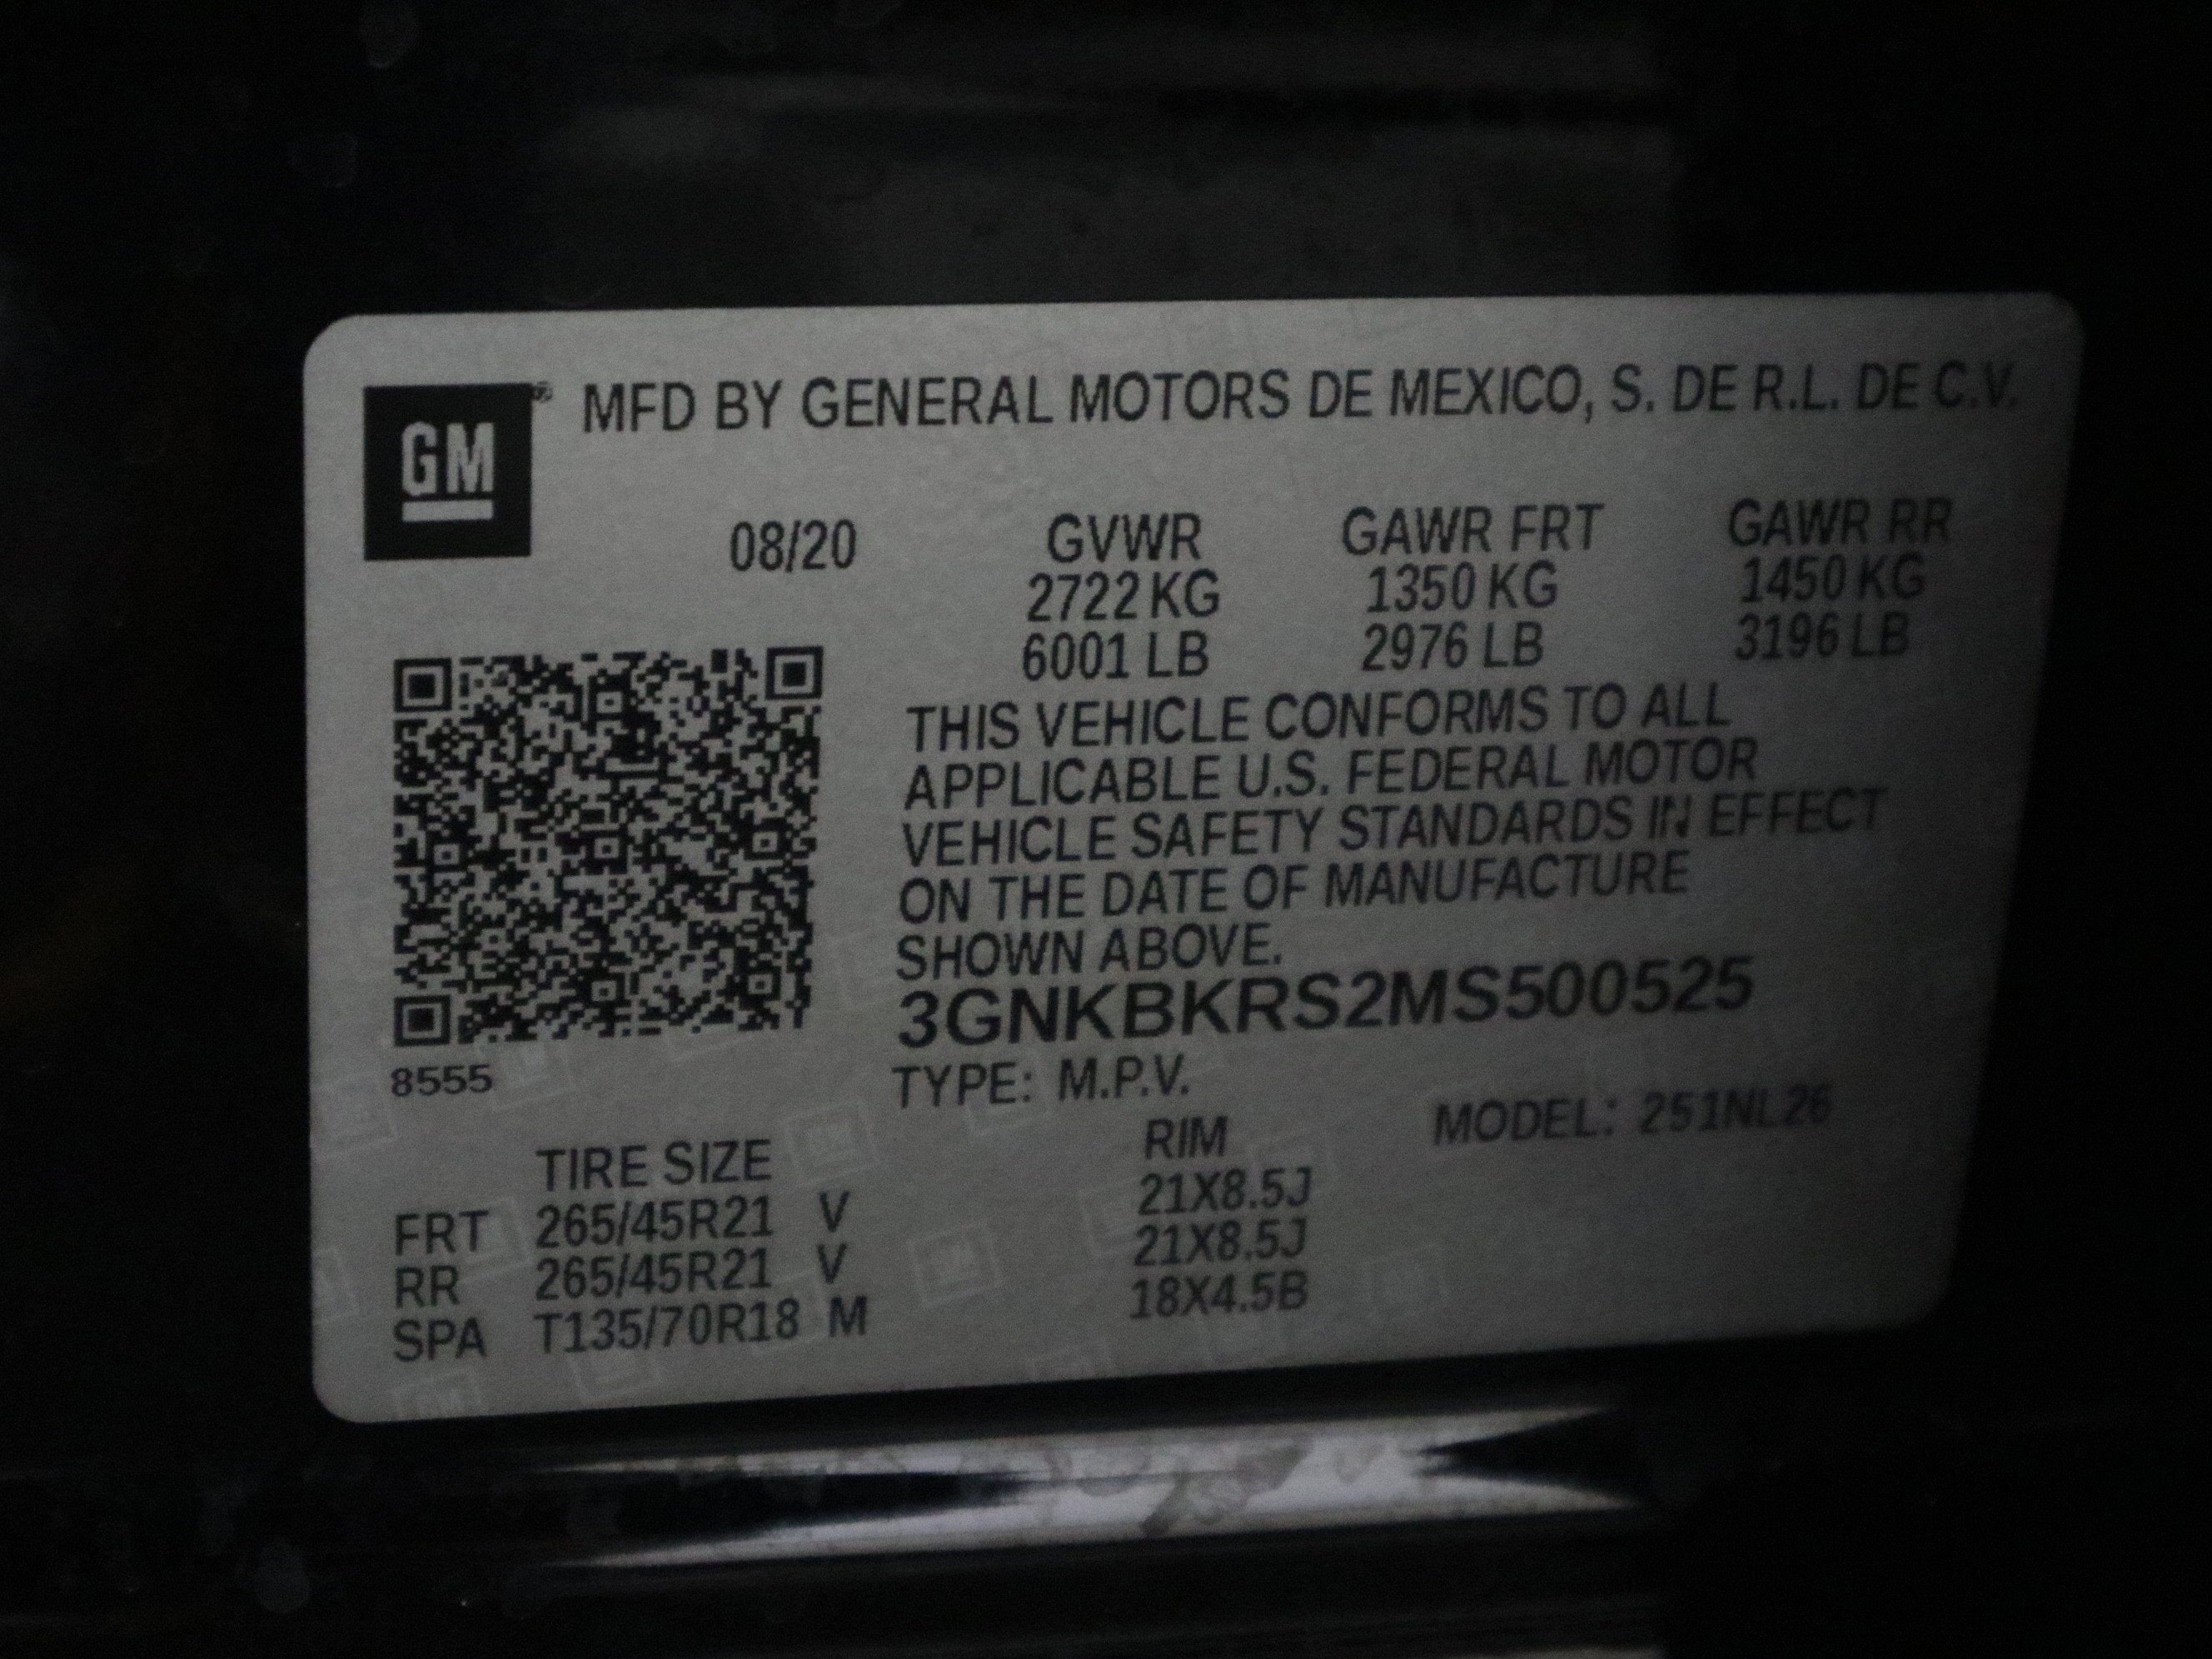 GM® MFD BY GENERAL MOTORS DE MEXICO, S. DE R.L. DE C.V.
08/20 GVWR GAWR FRT GAWR RR
2722 KG 1350 KG 1450 KG
6001 LB 2976 LB 3196 LB
THIS VEHICLE CONFORMS TO ALL
APPLICABLE U.S. FEDERAL MOTOR
VEHICLE SAFETY STANDARDS IN EFFECT
ON THE DATE OF MANUFACTURE
SHOWN ABOVE.
3GNKBKRS2MS500525
8555
TYPE: M.P.V. MODEL: 251NL26
TIRE SIZE RIM
FRT 265/45R21 V 21X8.5J
RR 265/45R21 V 21X8.5J
SPA T135/70R18 M 18X4.5B